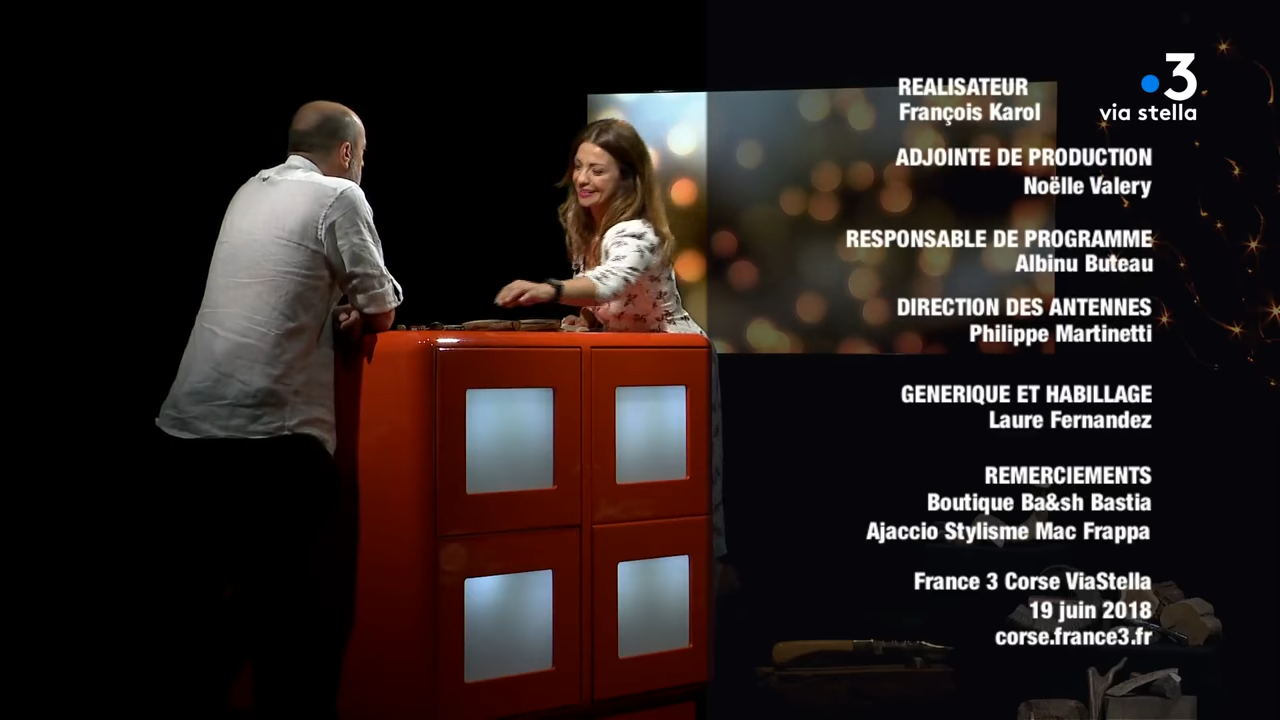 3
via stella
REALISATEUR
François Karol
ADJOINTE DE PRODUCTION
Noëlle Valery
RESPONSABLE DE PROGRAMME
Albinu Buteau
DIRECTION DES ANTENNES
Philippe Martinetti
GENERIQUE ET HABILLAGE
Laure Fernandez
REMERCIEMENTS
Boutique Ba&sh Bastia
Ajaccio Stylisme Mac Frappa
France 3 Corse ViaStella
19 juin 2018
corse.france3.fr